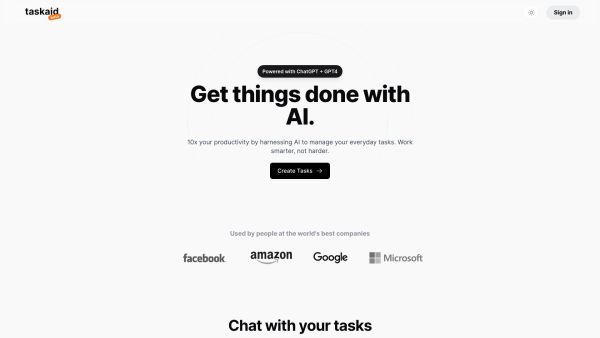 taskaid
Sign in
Powered with ChatGPT + GPT4
Get things done with
AI.
10x your productivity by harnessing AI to manage your everyday tasks. Work
smarter, not harder.
Create Tasks →
Used by people at the world's best companies
facebook
amazon
Google
Microsoft
Chat with your tasks